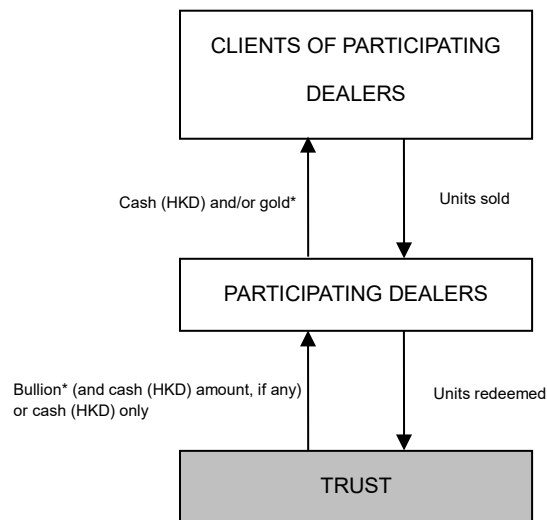 CLIENTS OF PARTICIPATING
DEALERS
Cash (HKD) and/or gold*
Units sold
PARTICIPATING DEALERS
Bullion* (and cash (HKD) amount, if any)
or cash (HKD) only
Units redeemed
TRUST